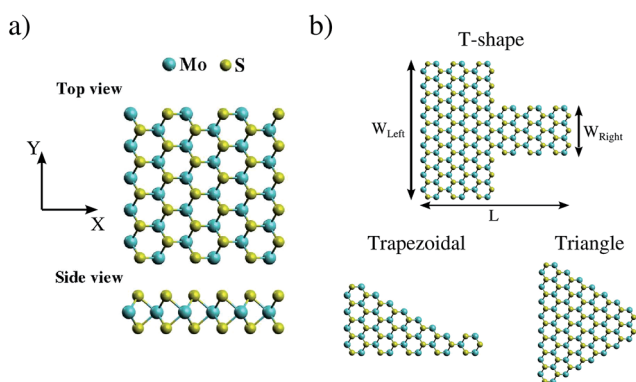 a)
Mo S
Top view
Y
X
Side view
b)
T-shape
W_Left
W_Right
L
Trapezoidal
Triangle